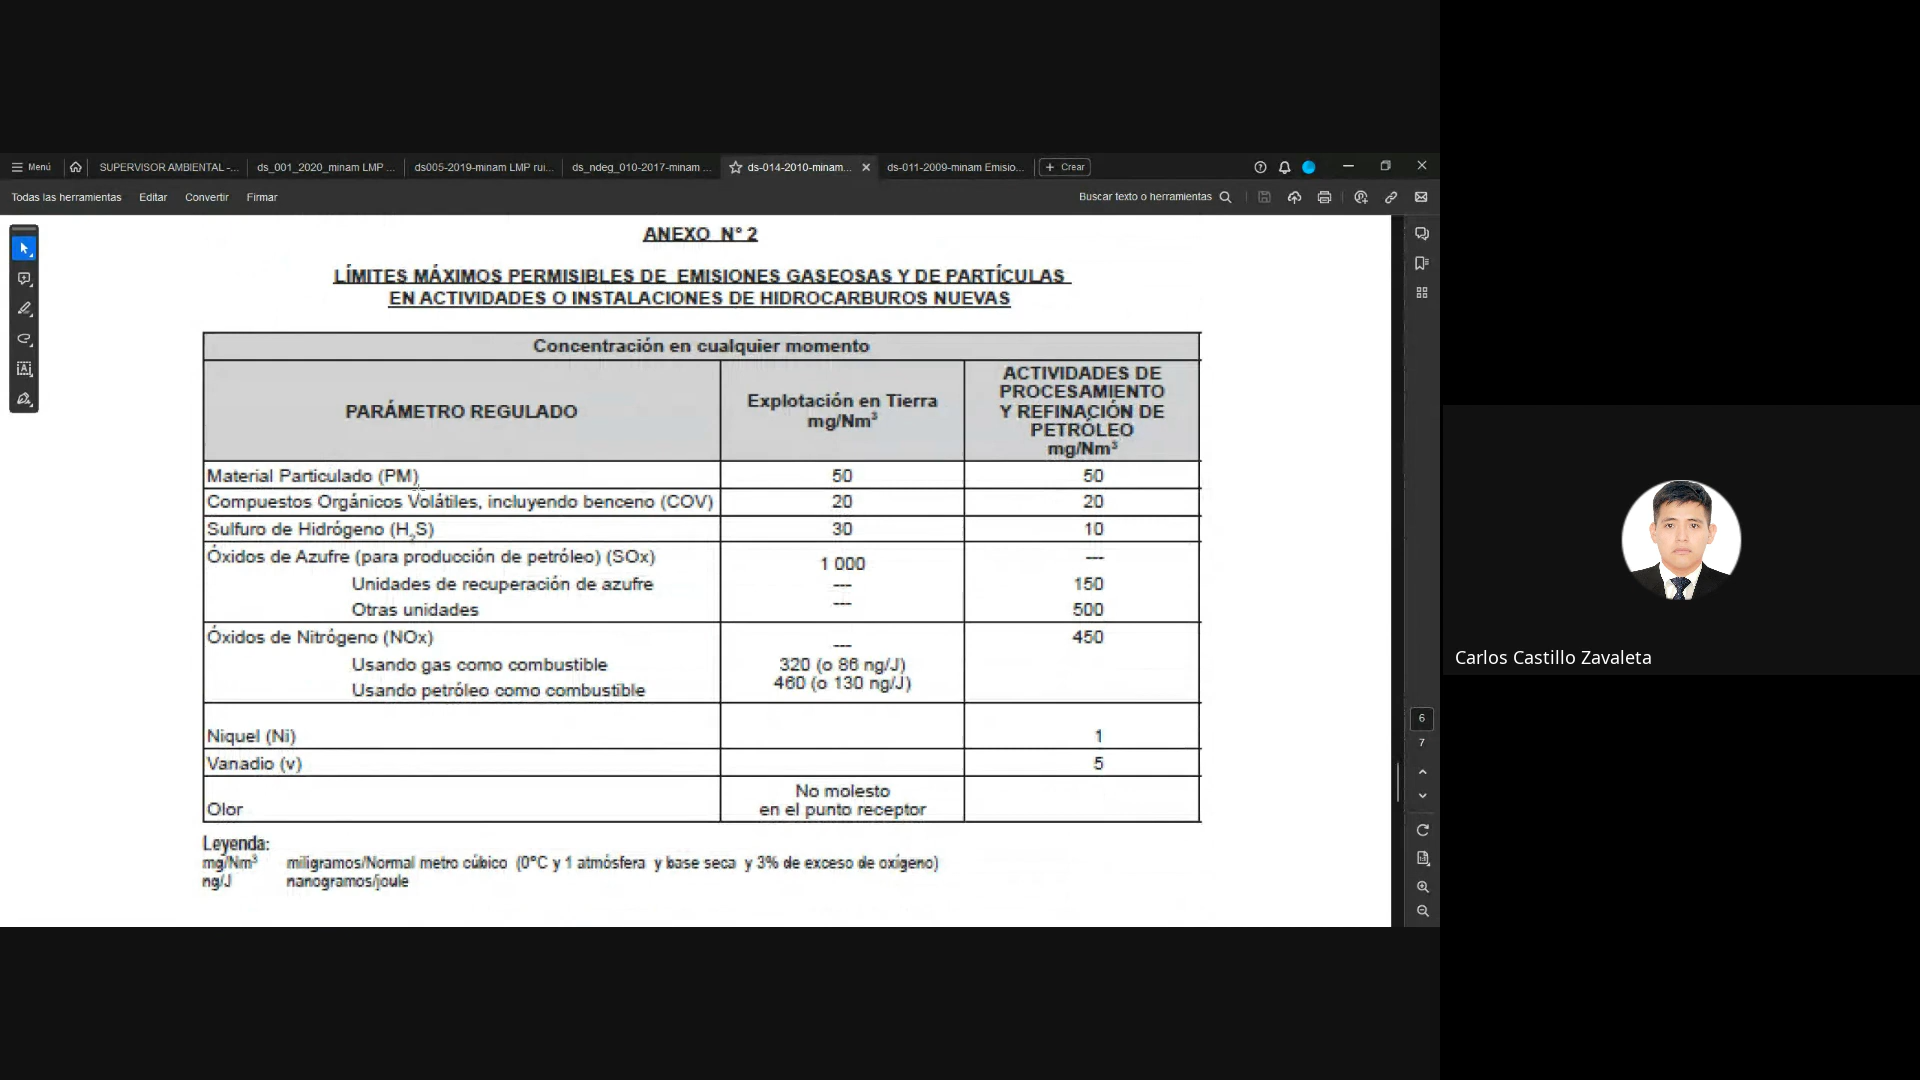 Menú
SUPERVISOR AMBIENTAL -...
ds_001_2020_minam LMP ...
ds005-2019-minam LMP rui...
ds_ndeg_010-2017-minam ...
ds-014-2010-minam...
ds-011-2009-minam Emisio...
Crear
Todas las herramientas Editar Convertir Firmar
Buscar texto o herramientas
ANEXO N° 2
LÍMITES MÁXIMOS PERMISIBLES DE EMISIONES GASEOSAS Y DE PARTÍCULAS
EN ACTIVIDADES O INSTALACIONES DE HIDROCARBUROS NUEVAS
Concentración en cualquier momento
PARÁMETRO REGULADO
Explotación en Tierra
mg/Nm³
ACTIVIDADES DE
PROCESAMIENTO
Y REFINACIÓN DE
PETRÓLEO
mg/Nm³
Material Particulado (PM) 50 50
Compuestos Orgánicos Volátiles, incluyendo benceno (COV) 20 20
Sulfuro de Hidrógeno (H₂S) 30 10
Óxidos de Azufre (para producción de petróleo) (SOx) 1 000 ---
Unidades de recuperación de azufre --- 150
Otras unidades --- 500
Óxidos de Nitrógeno (NOx) --- 450
Usando gas como combustible 320 (o 86 ng/J)
Usando petróleo como combustible 460 (o 130 ng/J)
Niquel (Ni) 1
Vanadio (v) 5
Olor
No molesto
en el punto receptor
Leyenda:
mg/Nm³ miligramos/Normal metro cúbico (0°C y 1 atmósfera y base seca y 3% de exceso de oxígeno)
ng/J nanogramos/joule
6
7
Carlos Castillo Zavaleta